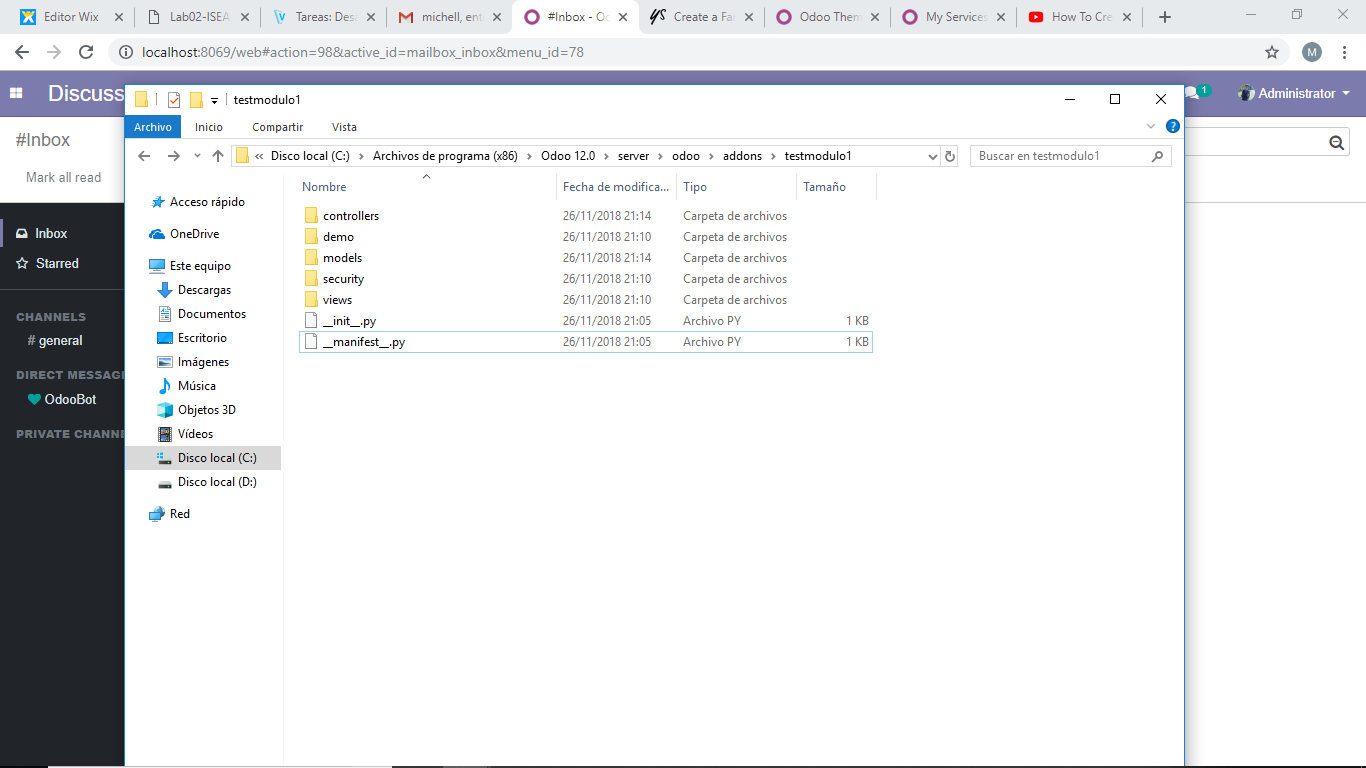 Editor Wix
Lab02-ISEA
Tareas: Desa
michell, ent
#Inbox - Oc
Create a Far
Odoo Them
My Services
How To Cre
localhost:8069/web#action=98&active_id=mailbox_inbox&menu_id=78
M
Discuss
testmodulo1
1
Administrator
Archivo
Inicio
Compartir
Vista
#Inbox
« Disco local (C:) > Archivos de programa (x86) > Odoo 12.0 > server > odoo > addons > testmodulo1
Buscar en testmodulo1
Mark all read
Nombre
Fecha de modifica...
Tipo
Tamaño
Inbox
Starred
CHANNELS
# general
DIRECT MESSAG
OdooBot
PRIVATE CHANNE
Acceso rápido
OneDrive
Este equipo
Descargas
Documentos
Escritorio
Imágenes
Música
Objetos 3D
Vídeos
Disco local (C:)
Disco local (D:)
Red
controllers 26/11/2018 21:14 Carpeta de archivos
demo 26/11/2018 21:10 Carpeta de archivos
models 26/11/2018 21:14 Carpeta de archivos
security 26/11/2018 21:10 Carpeta de archivos
views 26/11/2018 21:10 Carpeta de archivos
__init__.py 26/11/2018 21:05 Archivo PY 1 KB
__manifest__.py 26/11/2018 21:05 Archivo PY 1 KB